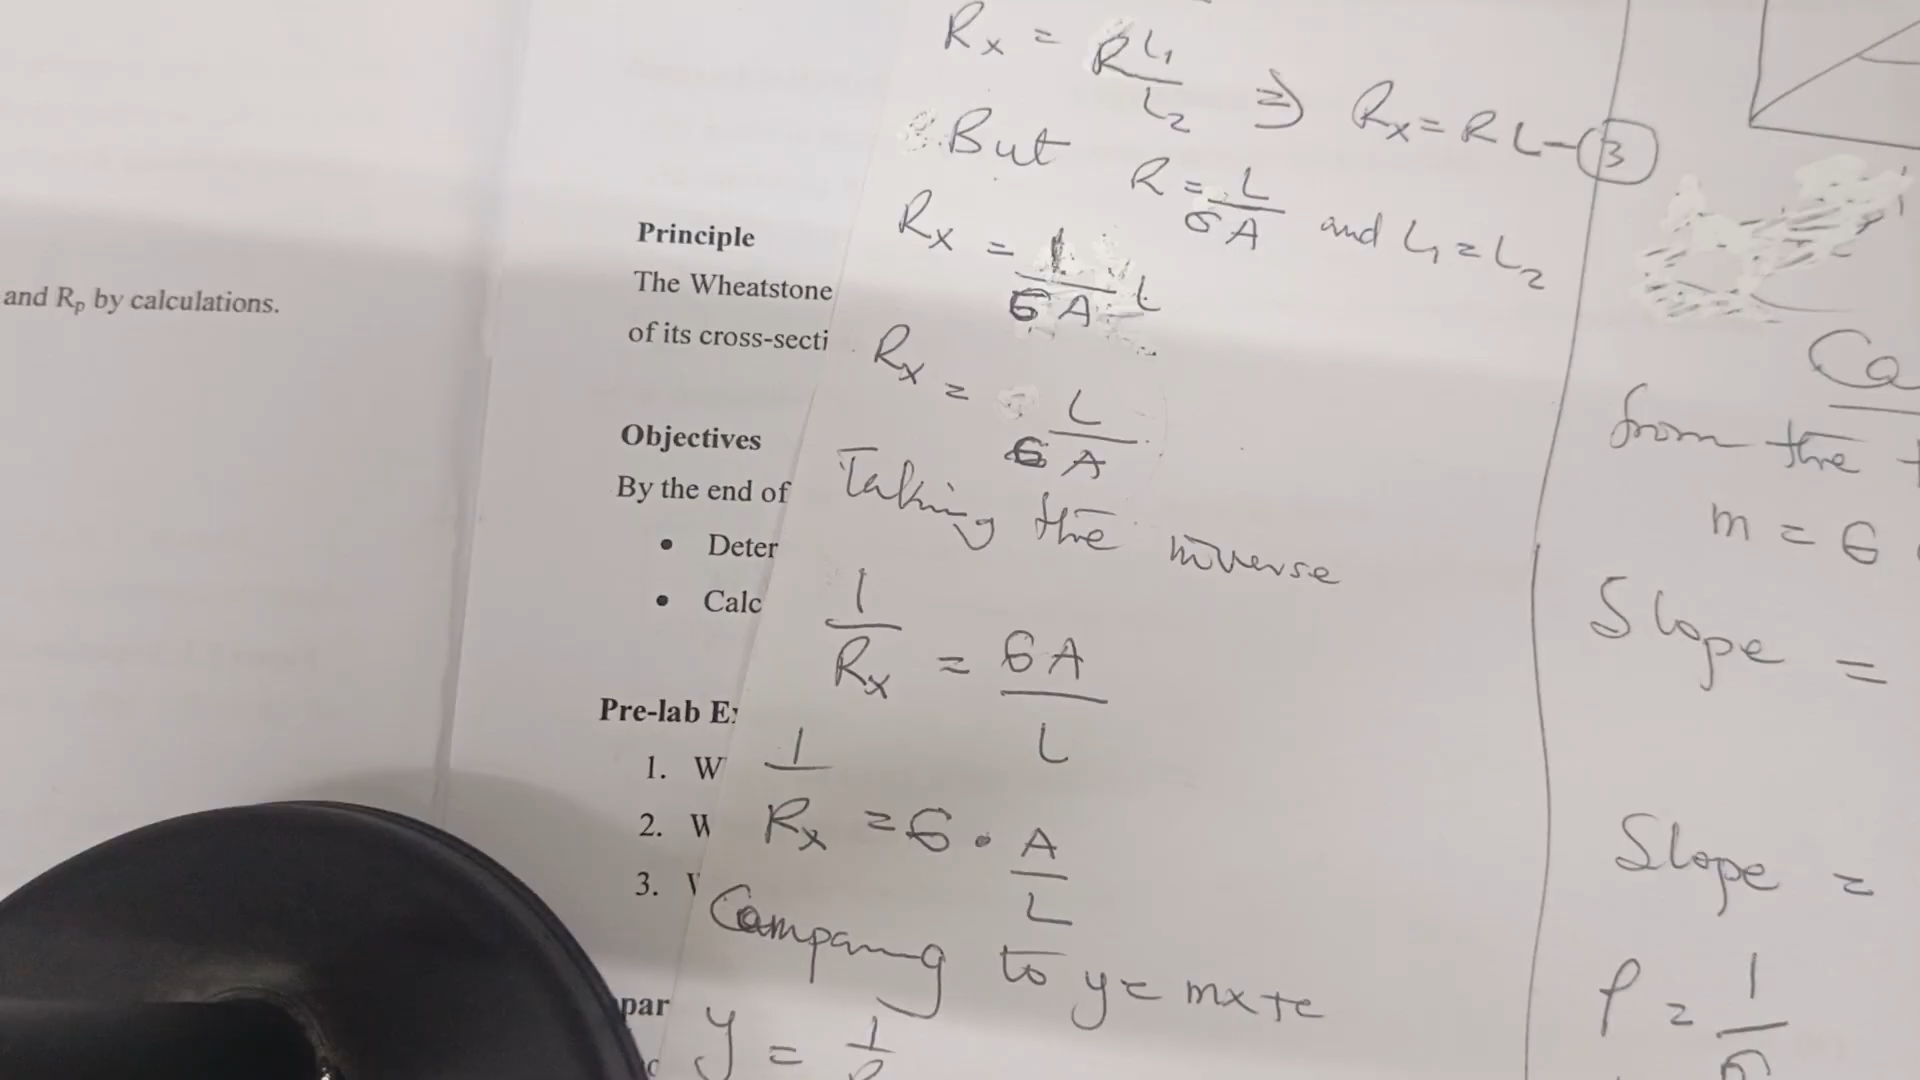 and Rₚ by calculations.
Principle
The Wheatstone
of its cross-secti
Objectives
By the end of
• Deter
• Calc
Pre-lab E
1. W
2. W
3.
par
Rx = RL₁/L₂ ⇒ Rx = RL – ③
But R = L/σA and L₁ = L₂
Rx = 1/σA L
Rx = L/σA
Taking the inverse
1/Rx = σA/L
1/Rx = σ · A/L
Comparing to y = mx + c
y = 1/R
Ca
from the
m = σ
Slope =
Slope =
ρ = 1/σ